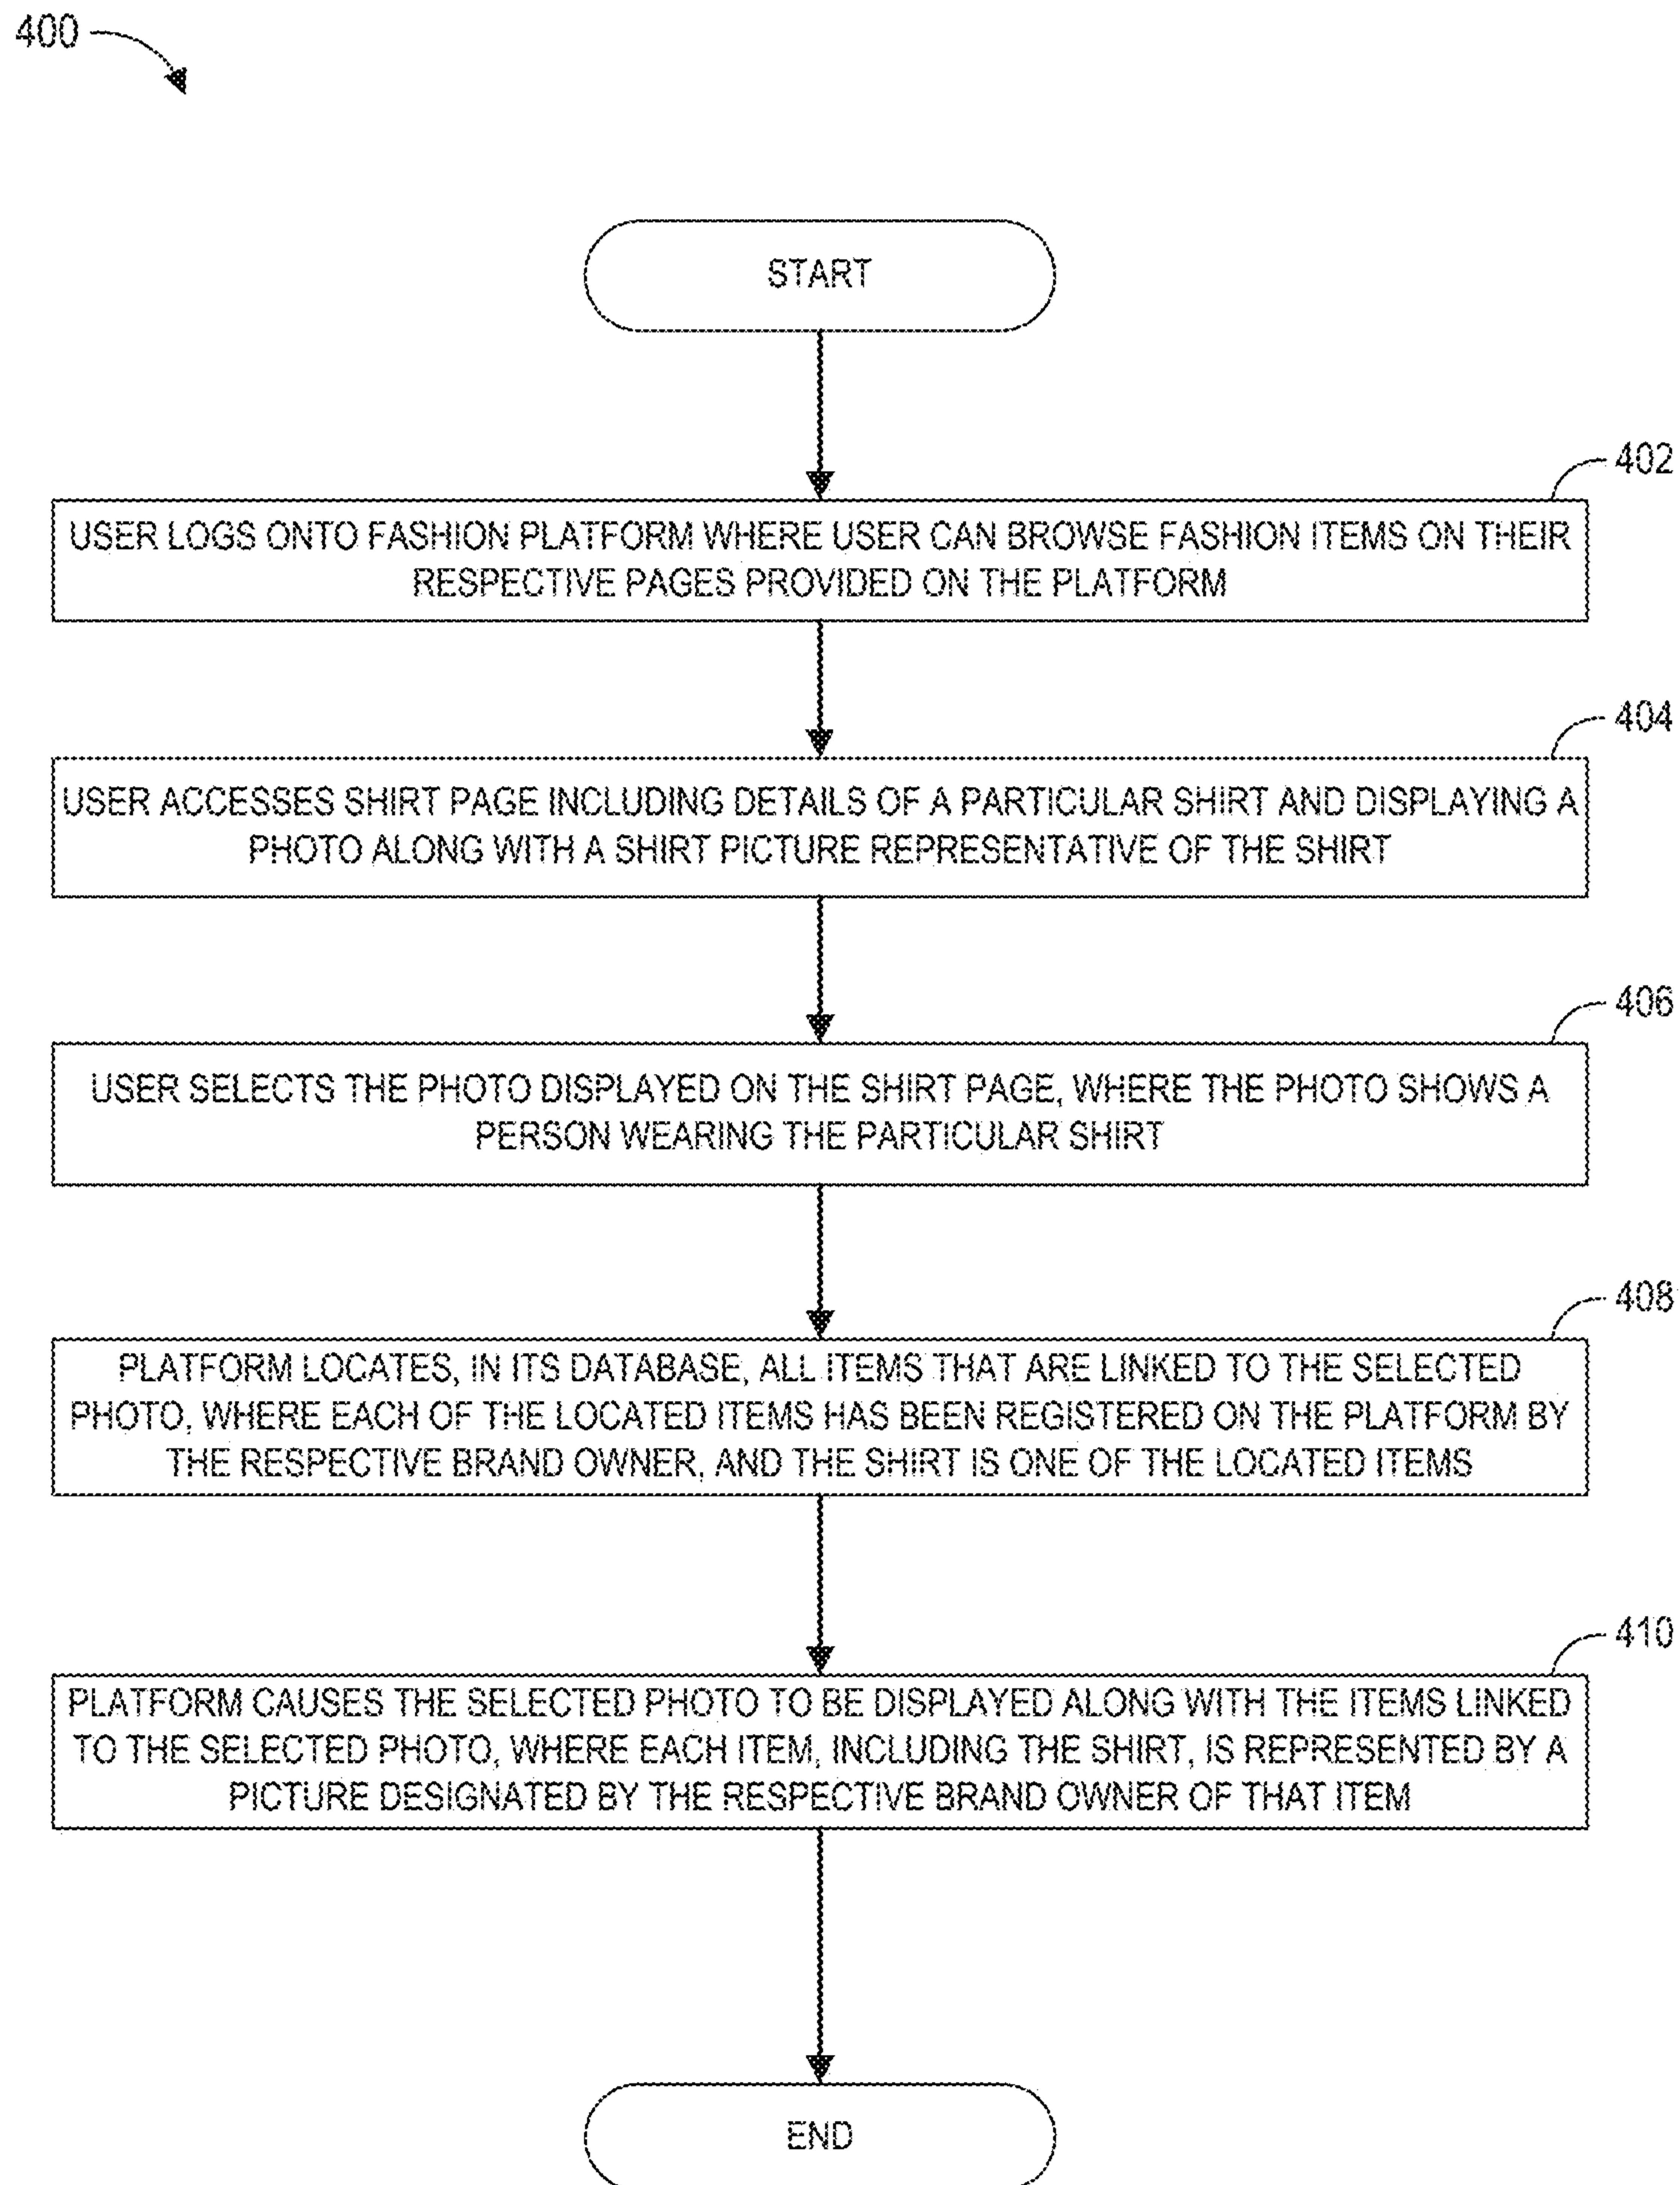 400
START
402
USER LOGS ONTO FASHION PLATFORM WHERE USER CAN BROWSE FASHION ITEMS ON THEIR
RESPECTIVE PAGES PROVIDED ON THE PLATFORM
404
USER ACCESSES SHIRT PAGE INCLUDING DETAILS OF A PARTICULAR SHIRT AND DISPLAYING A
PHOTO ALONG WITH A SHIRT PICTURE REPRESENTATIVE OF THE SHIRT
406
USER SELECTS THE PHOTO DISPLAYED ON THE SHIRT PAGE, WHERE THE PHOTO SHOWS A
PERSON WEARING THE PARTICULAR SHIRT
408
PLATFORM LOCATES, IN ITS DATABASE, ALL ITEMS THAT ARE LINKED TO THE SELECTED
PHOTO, WHERE EACH OF THE LOCATED ITEMS HAS BEEN REGISTERED ON THE PLATFORM BY
THE RESPECTIVE BRAND OWNER, AND THE SHIRT IS ONE OF THE LOCATED ITEMS
410
PLATFORM CAUSES THE SELECTED PHOTO TO BE DISPLAYED ALONG WITH THE ITEMS LINKED
TO THE SELECTED PHOTO, WHERE EACH ITEM, INCLUDING THE SHIRT, IS REPRESENTED BY A
PICTURE DESIGNATED BY THE RESPECTIVE BRAND OWNER OF THAT ITEM
END